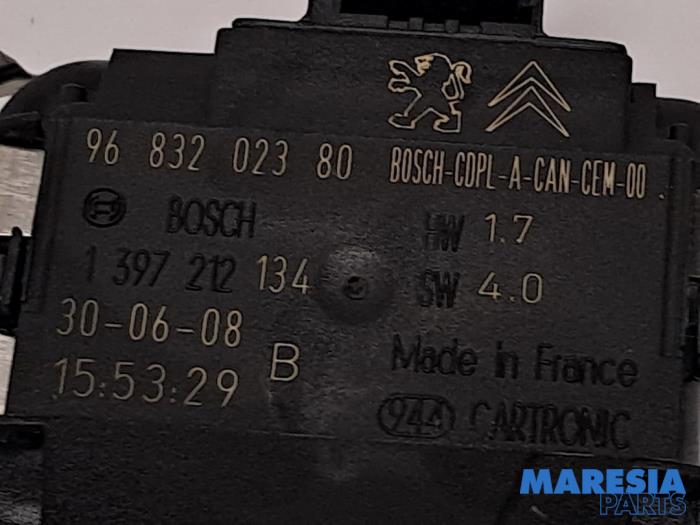 96 832 023 80 BOSCH-CDPL-A-CAN-CEM-00
BOSCH HW 1.7
1 397 212 134 SW 4.0
30-06-08
15:53:29 B Made in France
944 CARTRONIC
MARESIA
PARTS